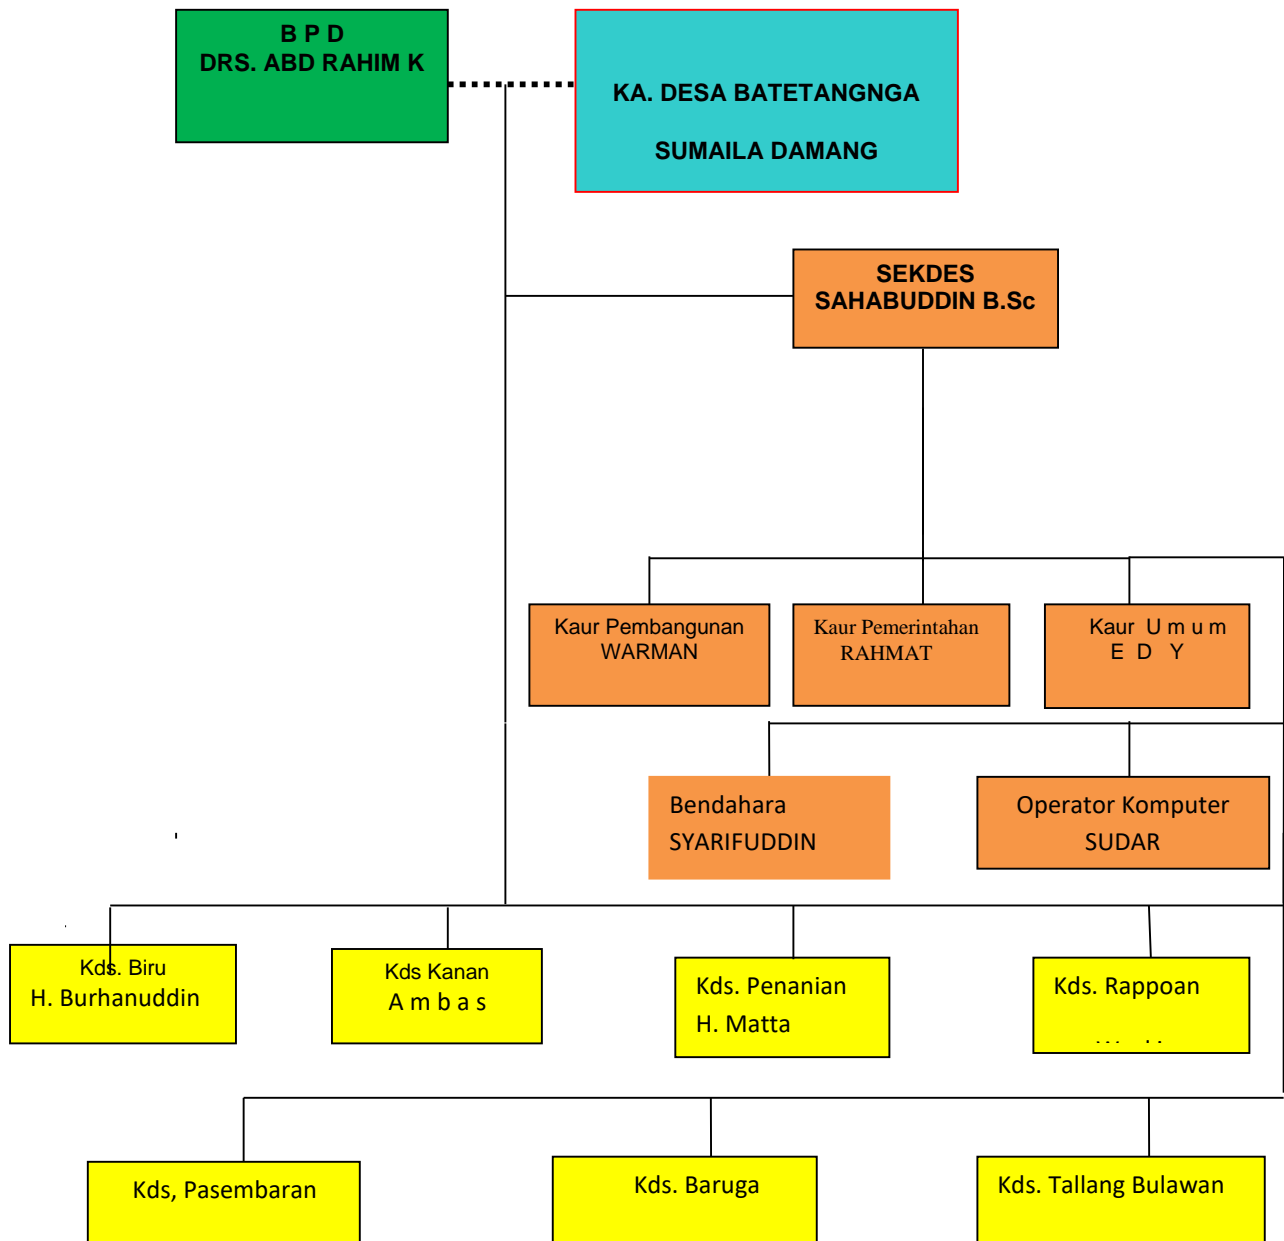 B P D
DRS. ABD RAHIM K
KA. DESA BATETANGNGA
SUMAILA DAMANG
SEKDES
SAHABUDDIN B.Sc
Kaur Pembangunan
WARMAN
Kaur Pemerintahan
RAHMAT
Kaur U m u m
E D Y
Bendahara
SYARIFUDDIN
Operator Komputer
SUDAR
Kds. Biru
H. Burhanuddin
Kds Kanan
A m b a s
Kds. Penanian
H. Matta
Kds. Rappoan
Kds, Pasembaran
Kds. Baruga
Kds. Tallang Bulawan